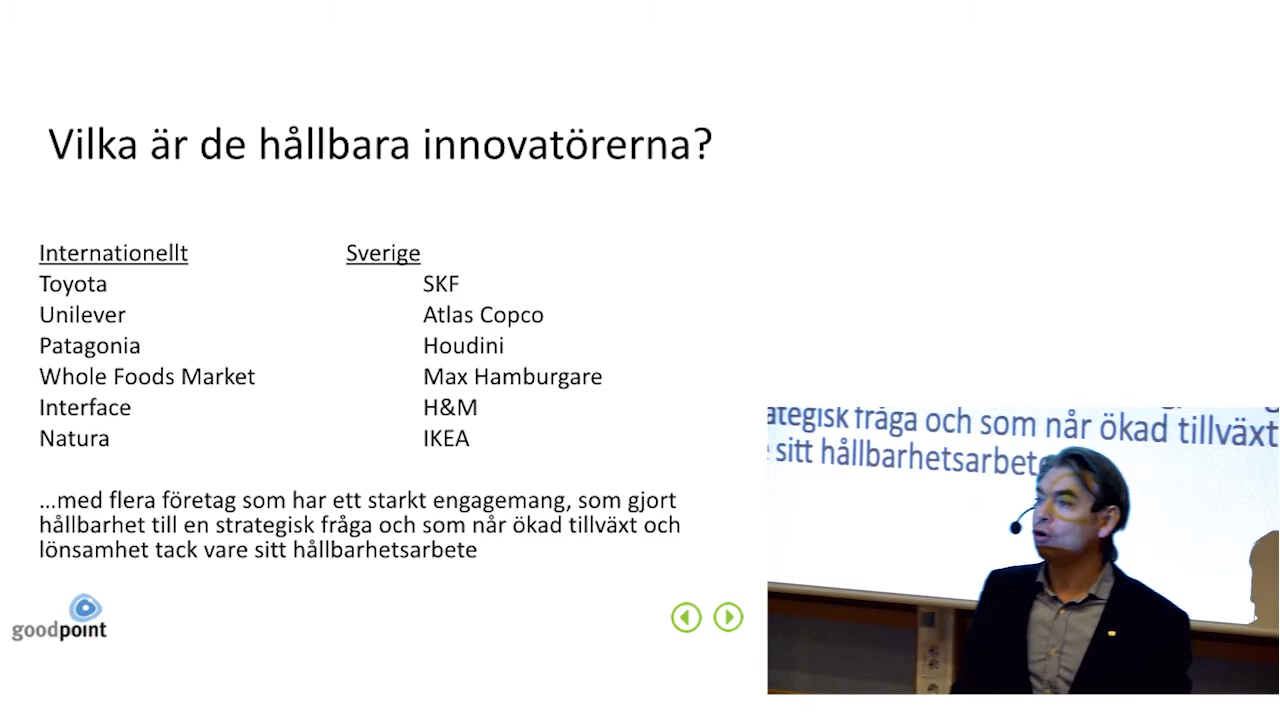 Vilka är de hållbara innovatörerna?
Internationellt Sverige
Toyota SKF
Unilever Atlas Copco
Patagonia Houdini
Whole Foods Market Max Hamburgare
Interface H&M
Natura IKEA
...med flera företag som har ett starkt engagemang, som gjort
hållbarhet till en strategisk fråga och som når ökad tillväxt och
lönsamhet tack vare sitt hållbarhetsarbete
goodpoint
ategisk fråga och som når ökad tillväxt
sitt hållbarhetsarbete